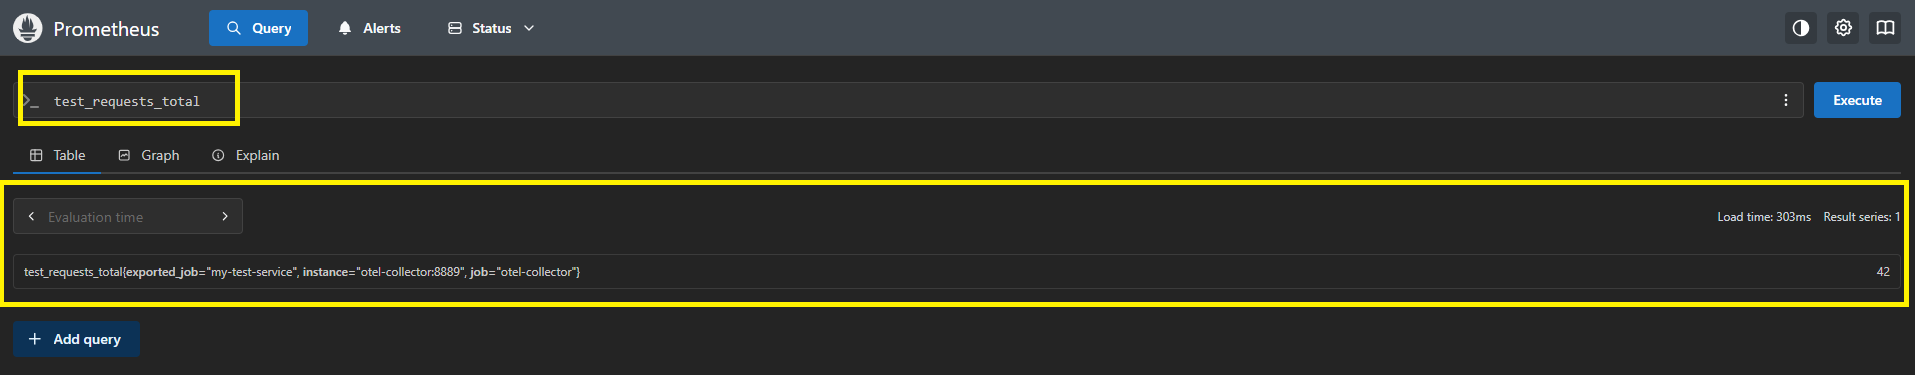 Prometheus Query Alerts Status
>_ test_requests_total Execute
Table Graph Explain
Evaluation time Load time: 303ms Result series: 1
test_requests_total{exported_job="my-test-service", instance="otel-collector:8889", job="otel-collector"} 42
Add query